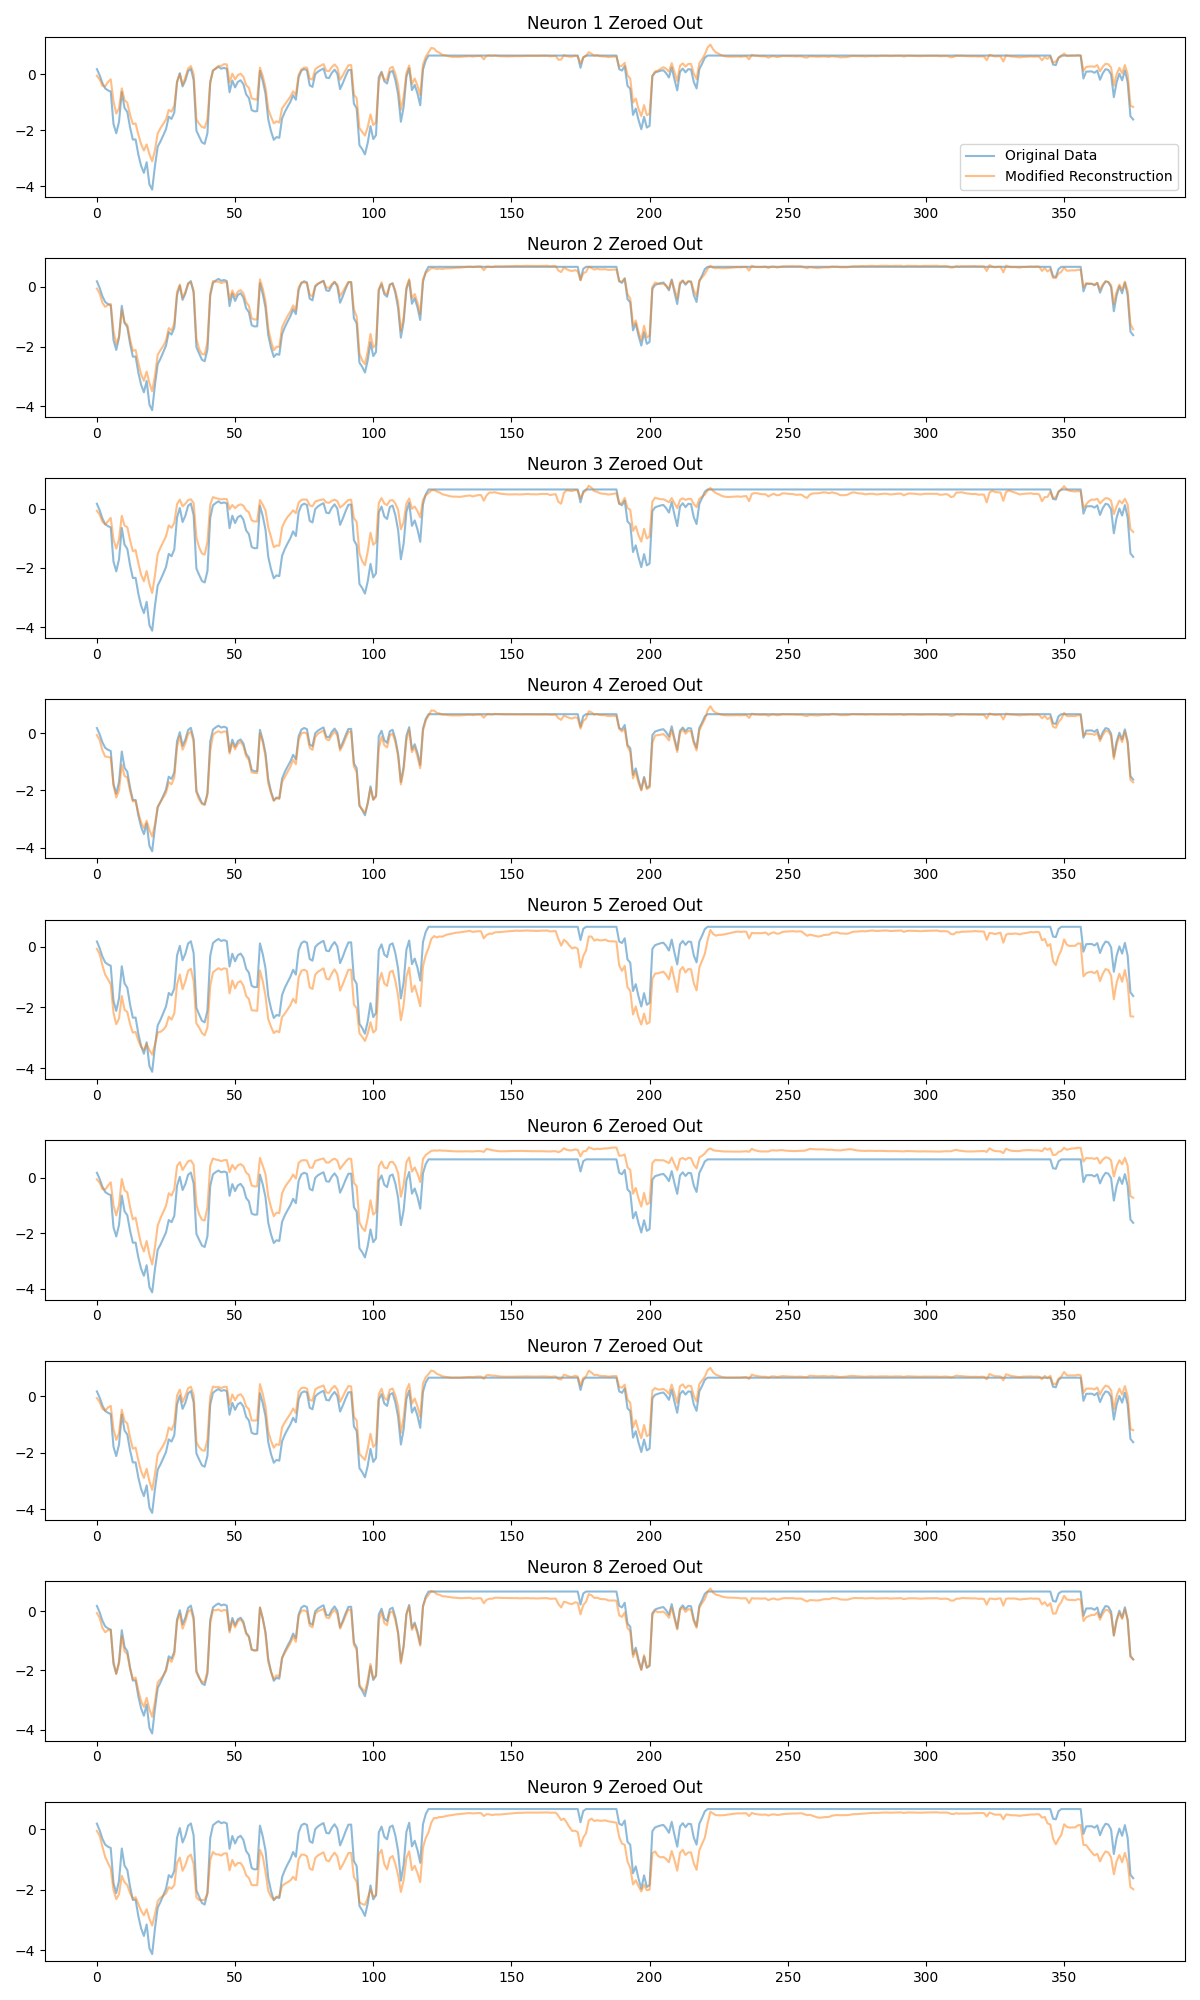 Neuron 1 Zeroed Out
0
−2
−4
Original Data
Modified Reconstruction
0 50 100 150 200 250 300 350
Neuron 2 Zeroed Out
0
−2
−4
0 50 100 150 200 250 300 350
Neuron 3 Zeroed Out
0
−2
−4
0 50 100 150 200 250 300 350
Neuron 4 Zeroed Out
0
−2
−4
0 50 100 150 200 250 300 350
Neuron 5 Zeroed Out
0
−2
−4
0 50 100 150 200 250 300 350
Neuron 6 Zeroed Out
0
−2
−4
0 50 100 150 200 250 300 350
Neuron 7 Zeroed Out
0
−2
−4
0 50 100 150 200 250 300 350
Neuron 8 Zeroed Out
0
−2
−4
0 50 100 150 200 250 300 350
Neuron 9 Zeroed Out
0
−2
−4
0 50 100 150 200 250 300 350